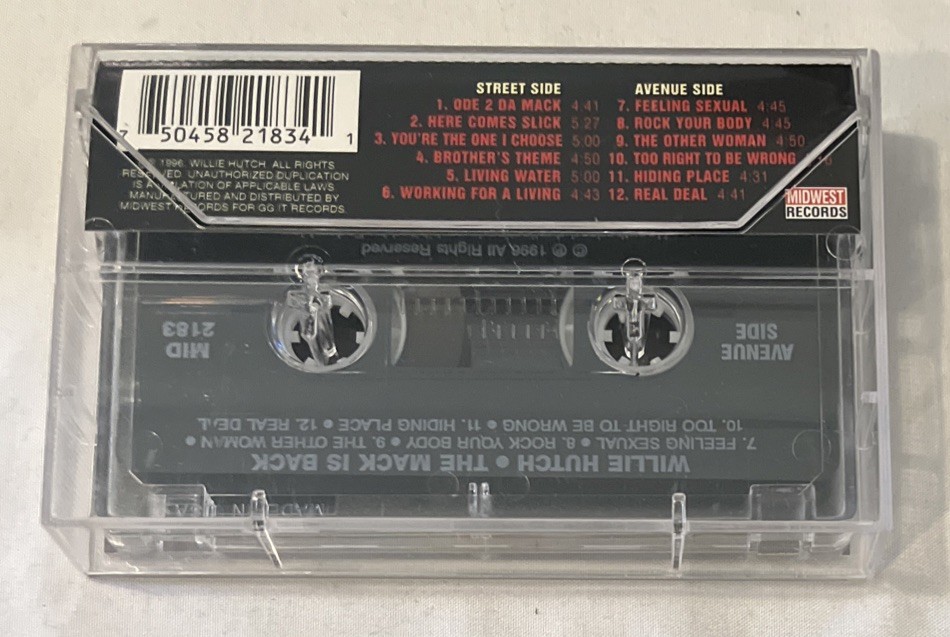 7 50458 21834 1
© 1996. WILLIE HUTCH. ALL RIGHTS
RESERVED. UNAUTHORIZED DUPLICATION
IS A VIOLATION OF APPLICABLE LAWS
MANUFACTURED AND DISTRIBUTED BY
MIDWEST RECORDS FOR GG IT RECORDS.
STREET SIDE
1. ODE 2 DA MACK 4:41
2. HERE COMES SLICK 5:27
3. YOU'RE THE ONE I CHOOSE 5:00
4. BROTHER'S THEME 4:50
5. LIVING WATER 5:00
6. WORKING FOR A LIVING 4:43
AVENUE SIDE
7. FEELING SEXUAL 4:45
8. ROCK YOUR BODY 4:45
9. THE OTHER WOMAN 4:50
10. TOO RIGHT TO BE WRONG
11. HIDING PLACE 4:31
12. REAL DEAL 4:41
MIDWEST
RECORDS
WILLIE HUTCH ● THE MACK IS BACK
7. FEELING SEXUAL ● 8. ROCK YOUR BODY ● 9. THE OTHER WOMAN ●
10. TOO RIGHT TO BE WRONG ● 11. HIDING PLACE ● 12. REAL DEAL
AVENUE
SIDE
MID
2183
© ℗ 1996 All Rights Reserved
MADE IN USA